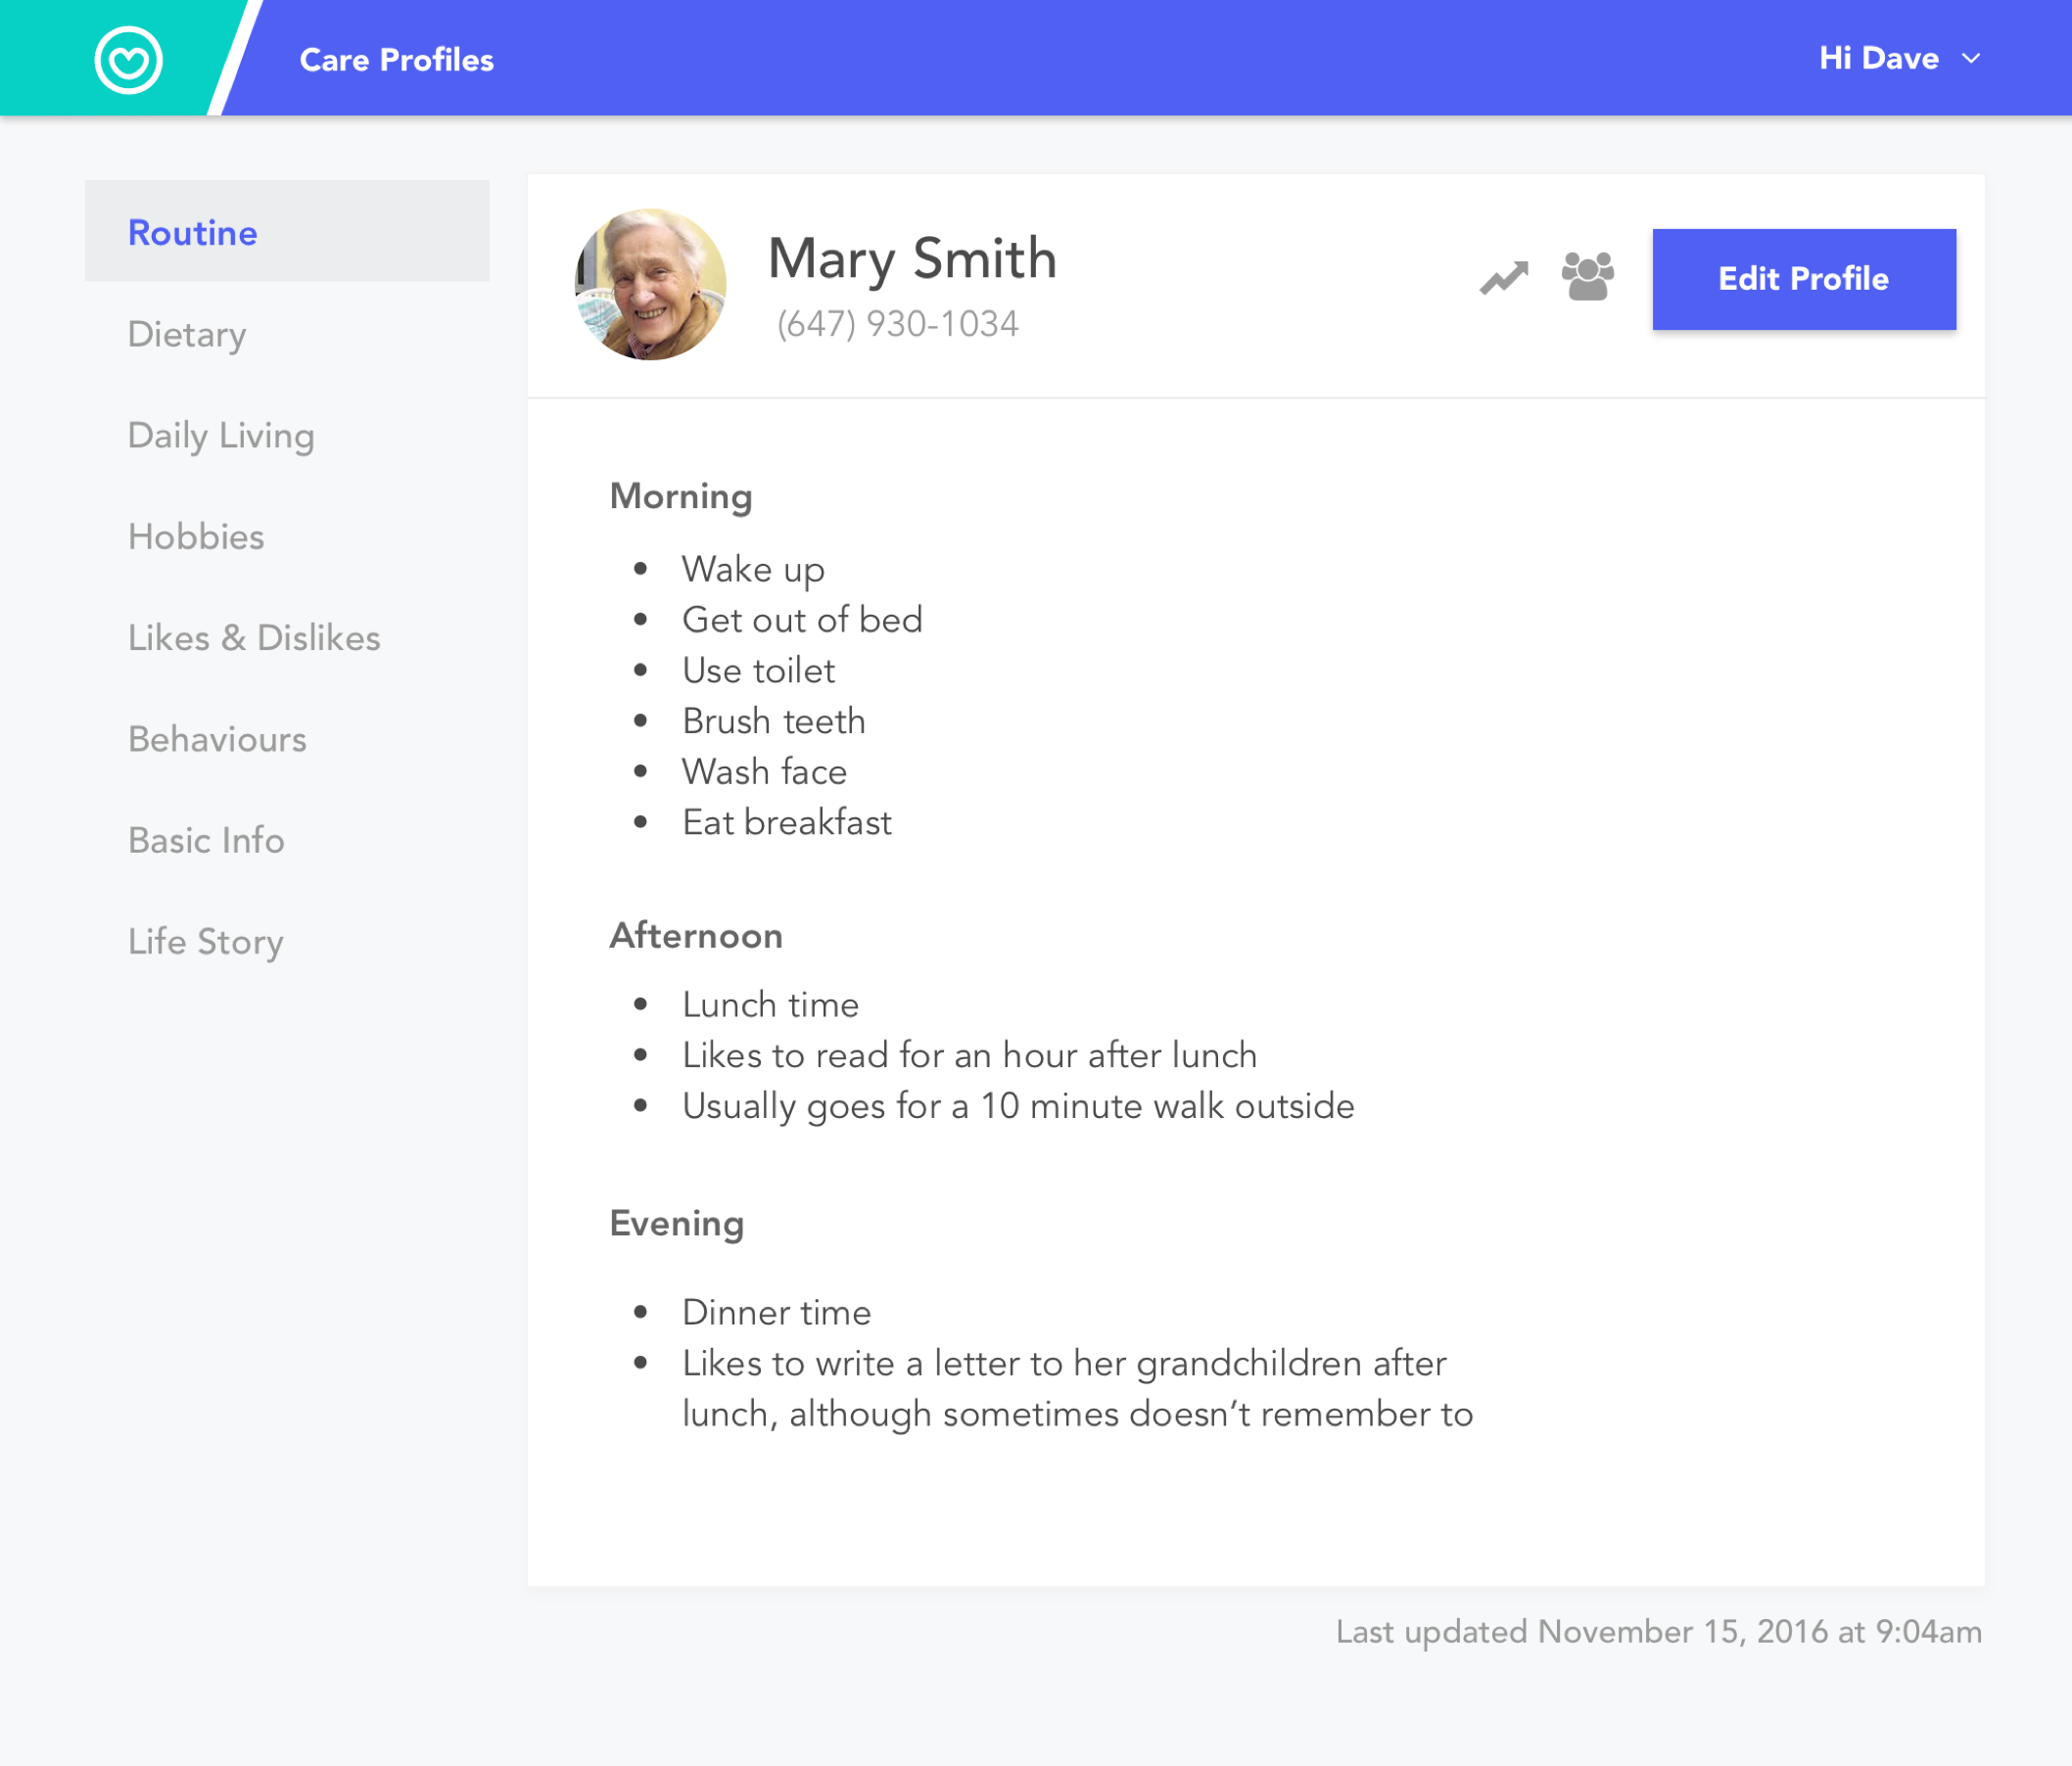 Care Profiles
Hi Dave
Routine
Dietary
Daily Living
Hobbies
Likes & Dislikes
Behaviours
Basic Info
Life Story
Mary Smith
(647) 930-1034
Edit Profile
Morning
• Wake up
• Get out of bed
• Use toilet
• Brush teeth
• Wash face
• Eat breakfast
Afternoon
• Lunch time
• Likes to read for an hour after lunch
• Usually goes for a 10 minute walk outside
Evening
• Dinner time
• Likes to write a letter to her grandchildren after
lunch, although sometimes doesn’t remember to
Last updated November 15, 2016 at 9:04am